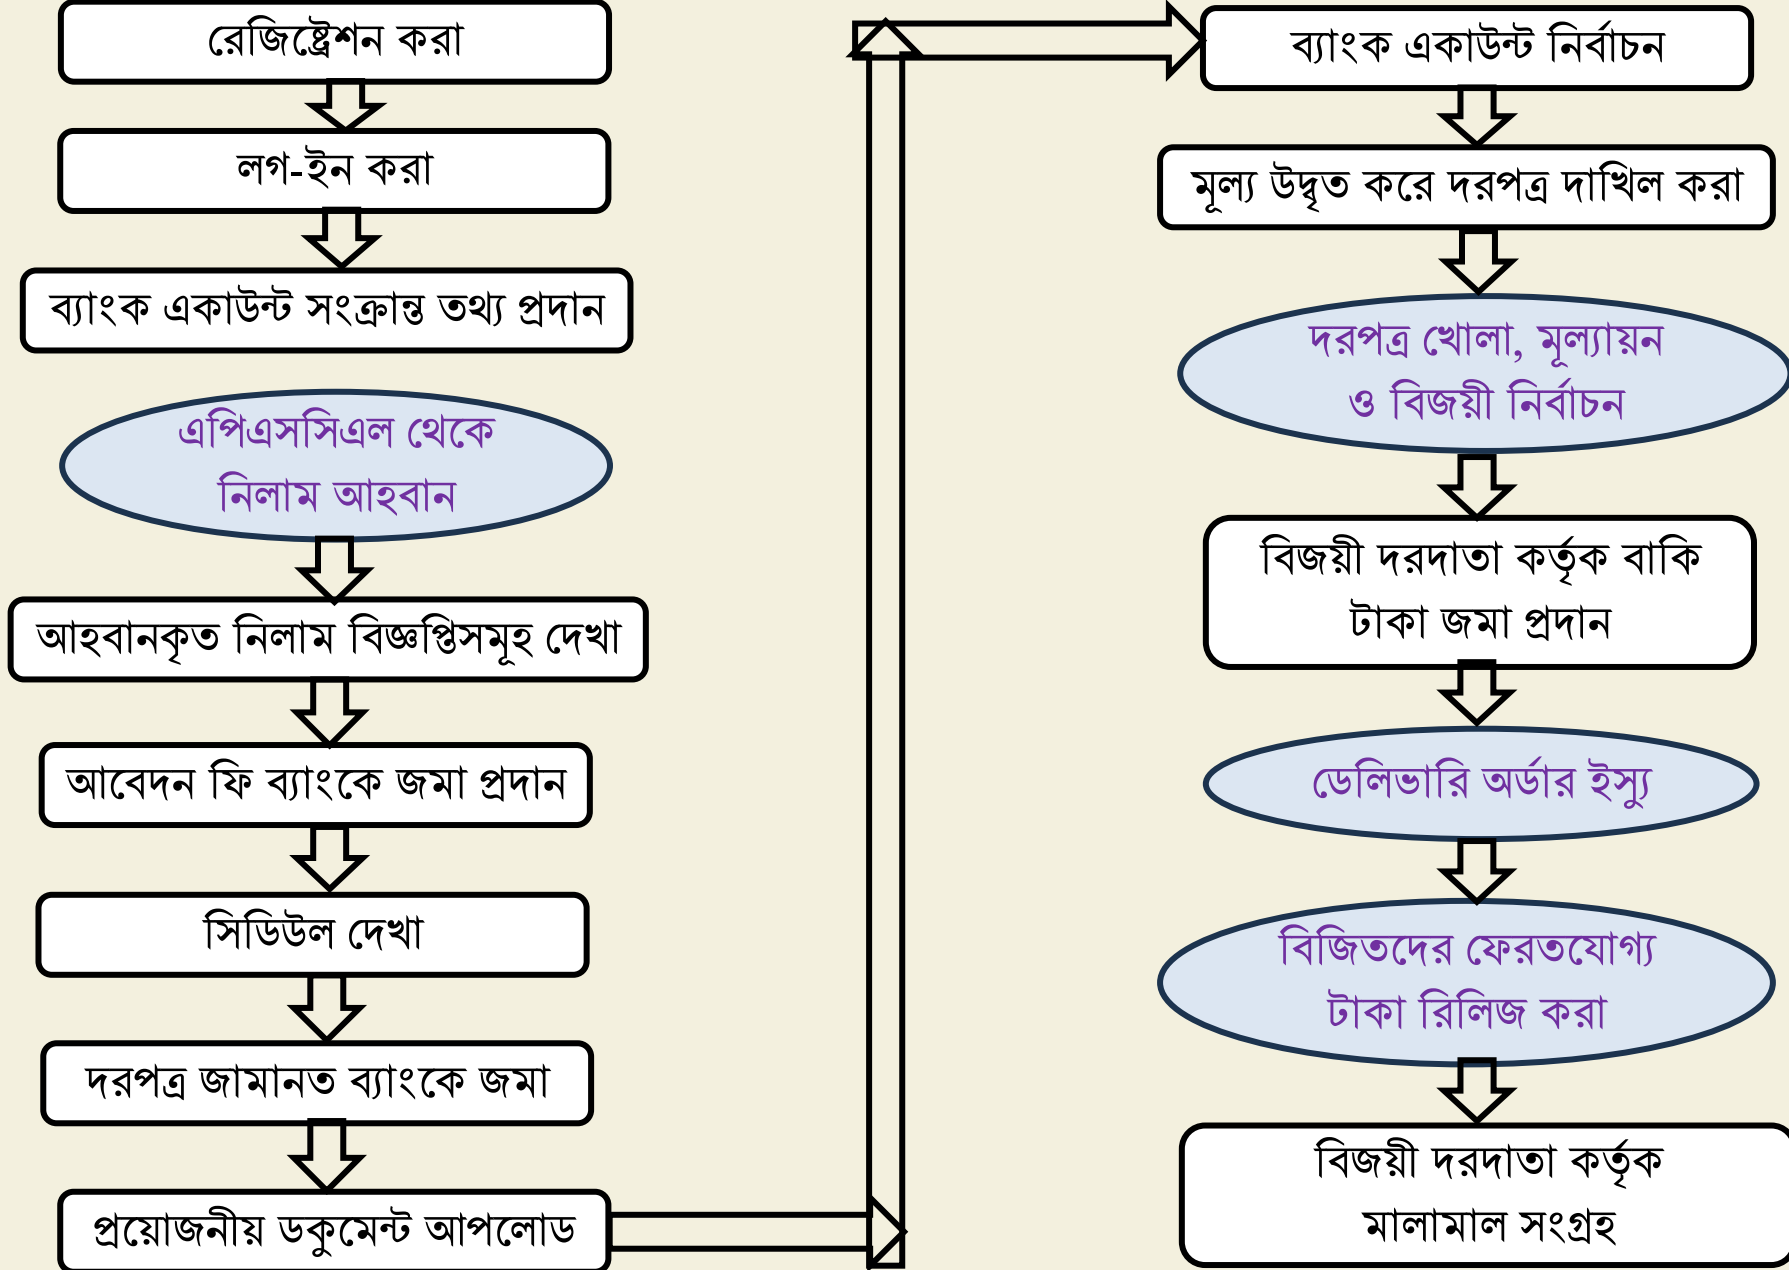 রেজিষ্ট্রেশন করা
লগ-ইন করা
ব্যাংক একাউন্ট সংক্রান্ত তথ্য প্রদান
এপিএসসিএল থেকে
নিলাম আহবান
আহবানকৃত নিলাম বিজ্ঞপ্তিসমূহ দেখা
আবেদন ফি ব্যাংকে জমা প্রদান
সিডিউল দেখা
দরপত্র জামানত ব্যাংকে জমা
প্রয়োজনীয় ডকুমেন্ট আপলোড
ব্যাংক একাউন্ট নির্বাচন
মূল্য উদ্বৃত করে দরপত্র দাখিল করা
দরপত্র খোলা, মূল্যায়ন
ও বিজয়ী নির্বাচন
বিজয়ী দরদাতা কর্তৃক বাকি
টাকা জমা প্রদান
ডেলিভারি অর্ডার ইস্যু
বিজিতদের ফেরতযোগ্য
টাকা রিলিজ করা
বিজয়ী দরদাতা কর্তৃক
মালামাল সংগ্রহ